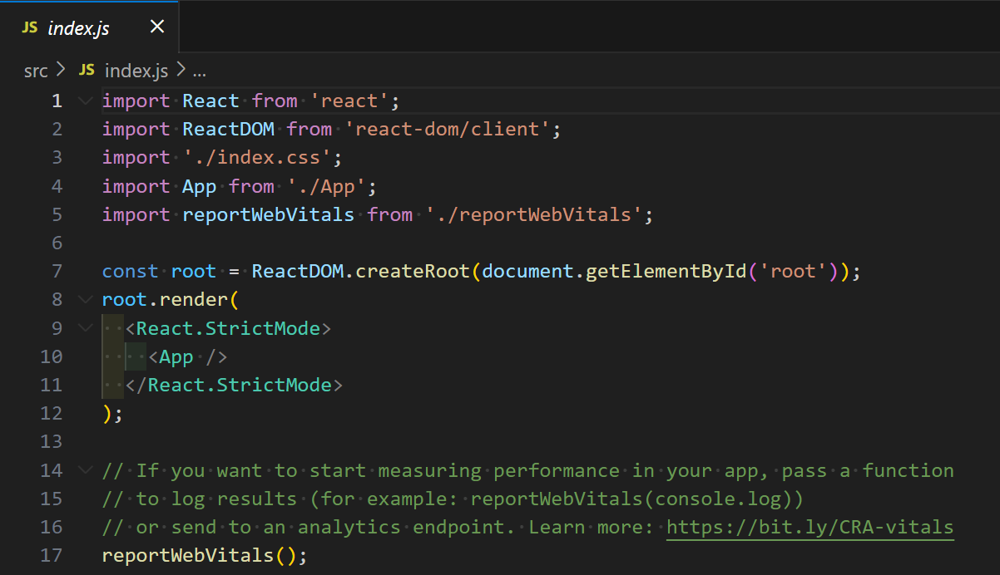 JS index.js ×
src > JS index.js > ...
1 import React from 'react';
2 import ReactDOM from 'react-dom/client';
3 import './index.css';
4 import App from './App';
5 import reportWebVitals from './reportWebVitals';
6
7 const root = ReactDOM.createRoot(document.getElementById('root'));
8 root.render(
9   <React.StrictMode>
10     <App />
11   </React.StrictMode>
12 );
13
14 // If you want to start measuring performance in your app, pass a function
15 // to log results (for example: reportWebVitals(console.log))
16 // or send to an analytics endpoint. Learn more: https://bit.ly/CRA-vitals
17 reportWebVitals();